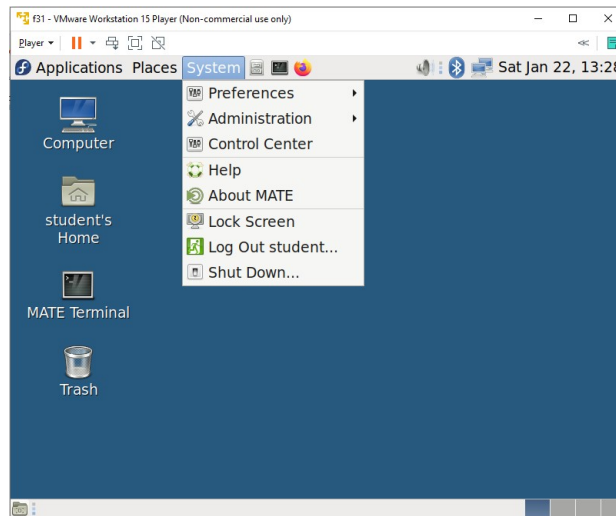 f31 - VMware Workstation 15 Player (Non-commercial use only)
Player
Applications Places System Sat Jan 22, 13:28
Preferences
Administration
Control Center
Help
About MATE
Lock Screen
Log Out student...
Shut Down...
Computer
student's
Home
MATE Terminal
Trash